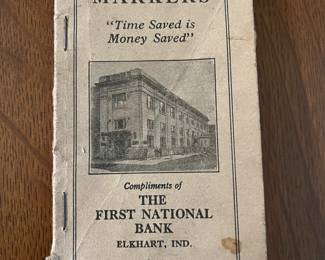 MARKERS
"Time Saved is
Money Saved"
Compliments of
THE
FIRST NATIONAL
BANK
ELKHART, IND.